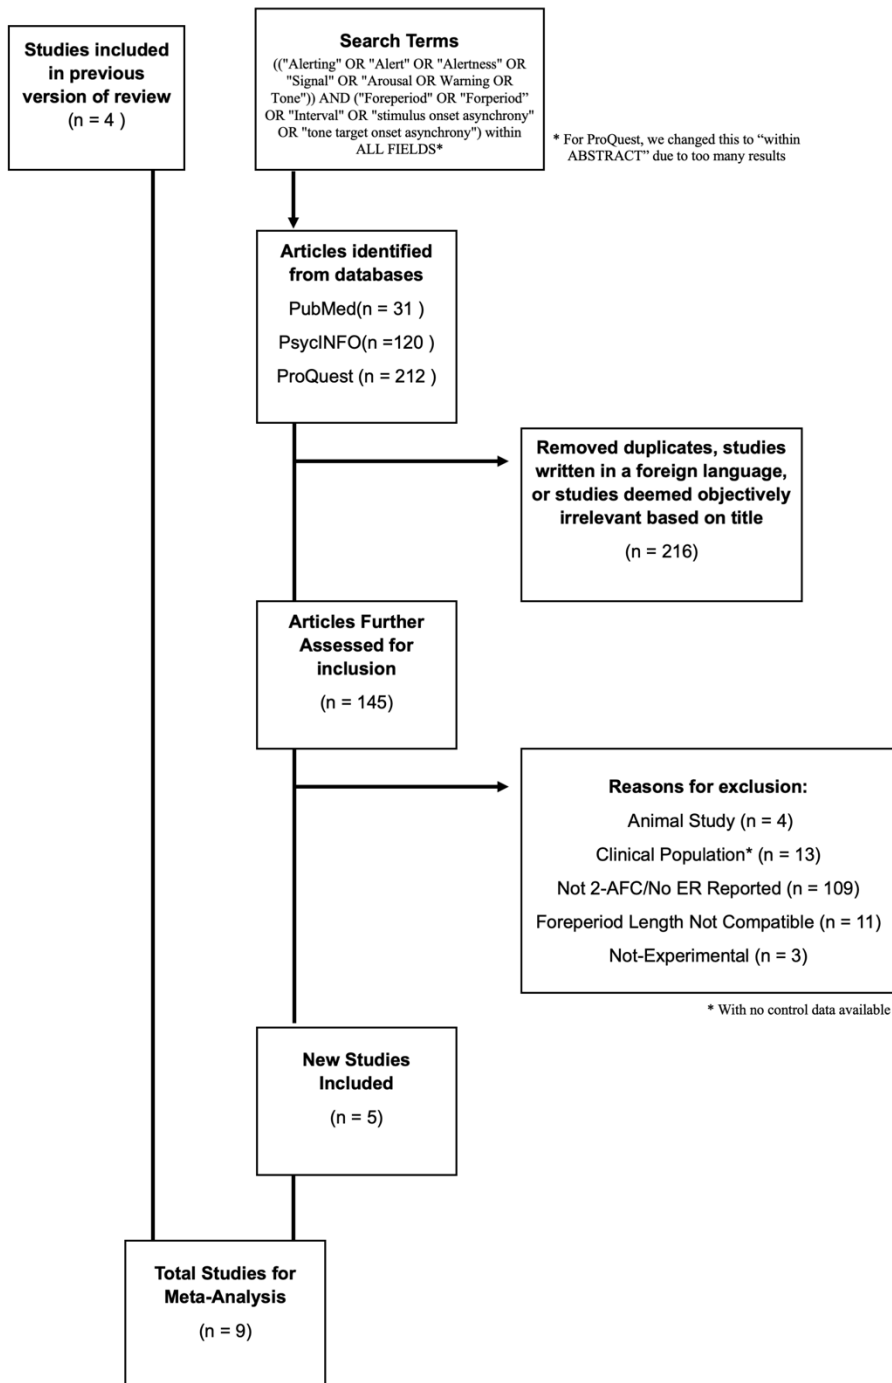 Studies included
in previous
version of review
(n = 4 )
Search Terms
(("Alerting" OR "Alert" OR "Alertness" OR
"Signal" OR "Arousal OR Warning OR
Tone")) AND ("Foreperiod" OR "Forperiod”
OR "Interval" OR "stimulus onset asynchrony"
OR "tone target onset asynchrony") within
ALL FIELDS*
* For ProQuest, we changed this to “within
ABSTRACT” due to too many results
Articles identified
from databases
PubMed(n = 31 )
PsycINFO(n =120 )
ProQuest (n = 212 )
Removed duplicates, studies
written in a foreign language,
or studies deemed objectively
irrelevant based on title
(n = 216)
Articles Further
Assessed for
inclusion
(n = 145)
Reasons for exclusion:
Animal Study (n = 4)
Clinical Population* (n = 13)
Not 2-AFC/No ER Reported (n = 109)
Foreperiod Length Not Compatible (n = 11)
Not-Experimental (n = 3)
* With no control data available
New Studies
Included
(n = 5)
Total Studies for
Meta-Analysis
(n = 9)